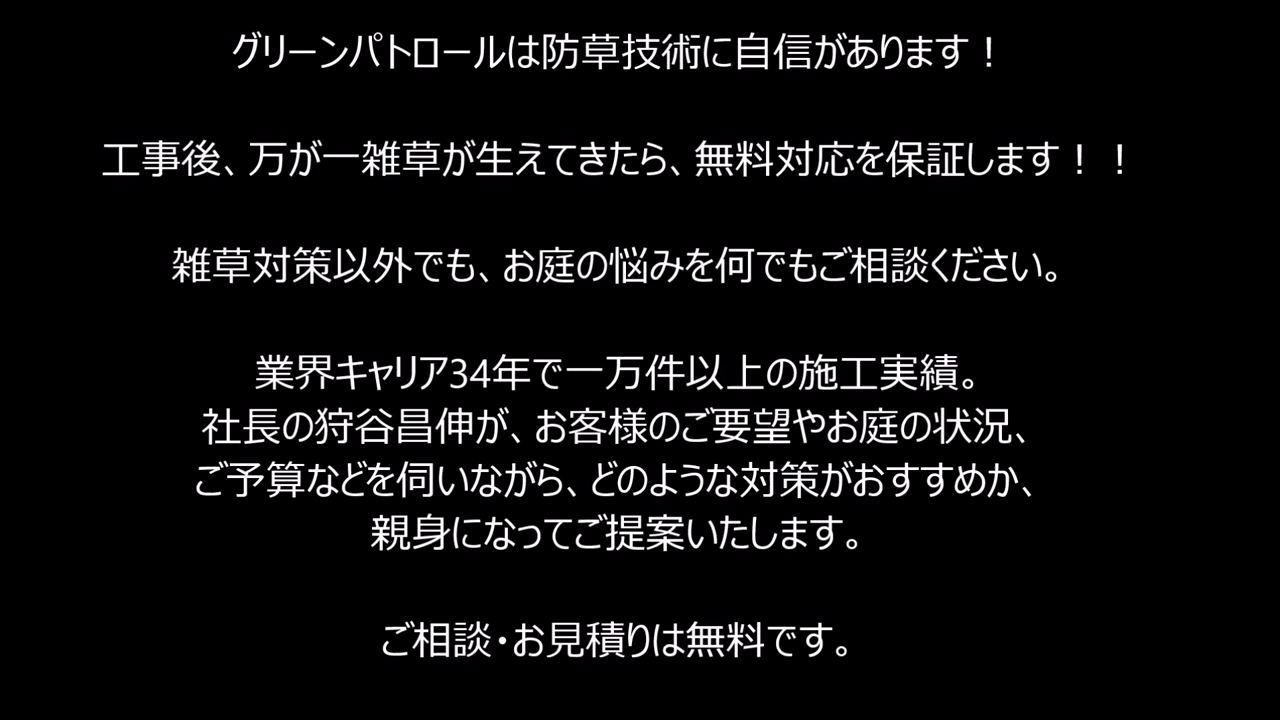 グリーンパトロールは防草技術に自信があります！
工事後、万が一雑草が生えてきたら、無料対応を保証します！！
雑草対策以外でも、お庭の悩みを何でもご相談ください。
業界キャリア34年で一万件以上の施工実績。
社長の狩谷昌伸が、お客様のご要望やお庭の状況、
ご予算などを伺いながら、どのような対策がおすすめか、
親身になってご提案いたします。
ご相談・お見積りは無料です。